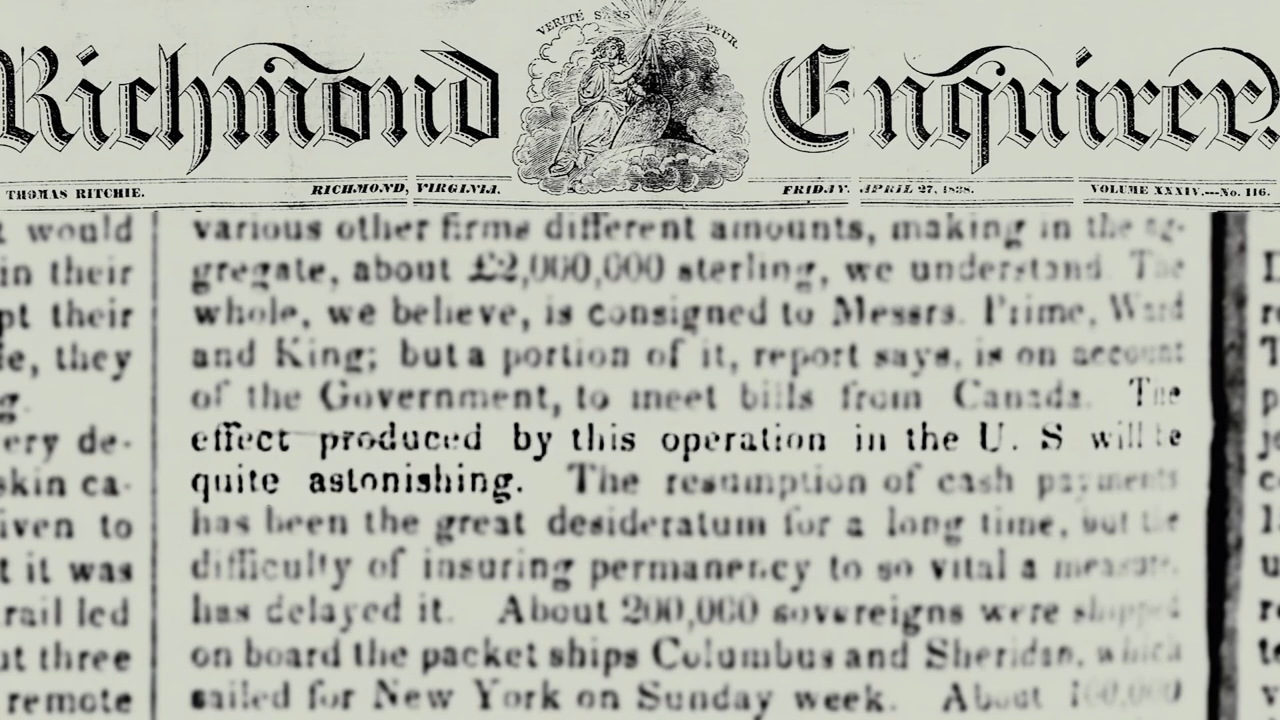 VERITÉ SANS PEUR.
Richmond Enquirer.
THOMAS RITCHIE.
RICHMOND, VIRGINIA,
FRIDAY, APRIL 27, 1838.
VOLUME XXXIV.---No. 116.
t would
in their
pt their
fe, they
g.
ery de-
skin ca-
iven to
t it was
rail led
ut three
remote
various other firms different amounts, making in the ag-
gregate, about £2,000,000 sterling, we understand. The
whole, we believe, is consigned to Messrs. Prime, Ward
and King; but a portion of it, report says, is on account
of the Government, to meet bills from Canada. The
effect produced by this operation in the U. S will be
quite astonishing. The resumption of cash payments
has been the great desideratum for a long time, but the
difficulty of insuring permanency to so vital a measure,
has delayed it. About 200,000 sovereigns were shipped
on board the packet ships Columbus and Sheridan, which
sailed for New York on Sunday week. About 100,000